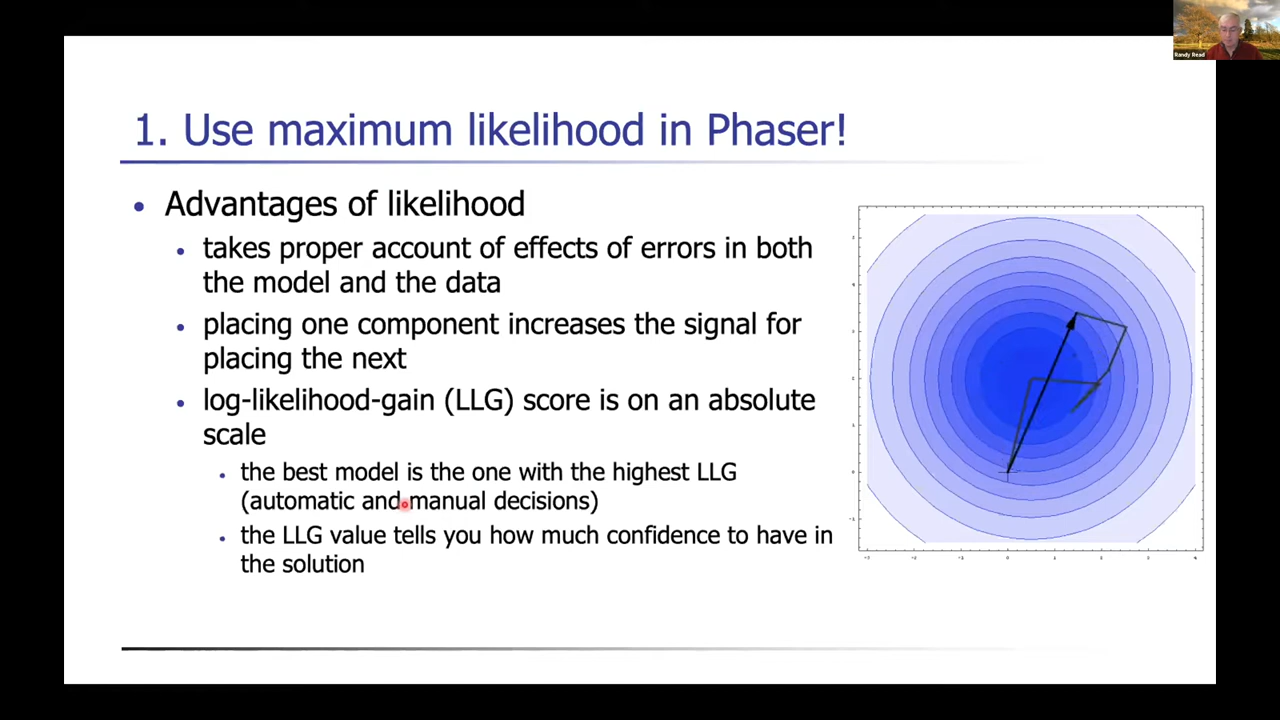 Randy Read
1. Use maximum likelihood in Phaser!
• Advantages of likelihood
• takes proper account of effects of errors in both
the model and the data
• placing one component increases the signal for
placing the next
• log-likelihood-gain (LLG) score is on an absolute
scale
• the best model is the one with the highest LLG
(automatic and manual decisions)
• the LLG value tells you how much confidence to have in
the solution